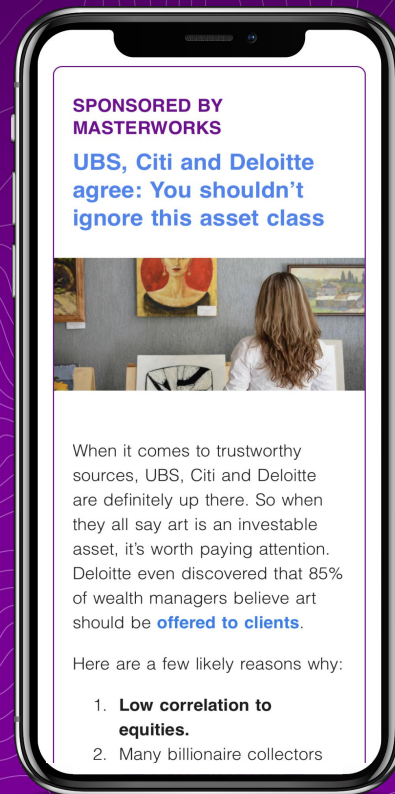 SPONSORED BY
MASTERWORKS
UBS, Citi and Deloitte
agree: You shouldn't
ignore this asset class
When it comes to trustworthy
sources, UBS, Citi and Deloitte
are definitely up there. So when
they all say art is an investable
asset, it's worth paying attention.
Deloitte even discovered that 85%
of wealth managers believe art
should be offered to clients.
Here are a few likely reasons why:
1. Low correlation to
equities.
2. Many billionaire collectors